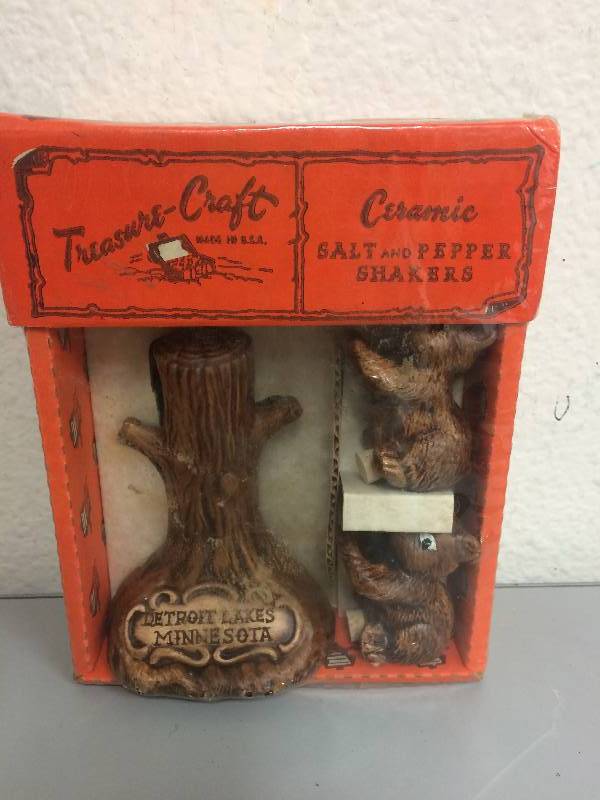 Treasure-Craft
MADE IN U.S.A.
Ceramic
SALT AND PEPPER
SHAKERS
DETROIT LAKES
MINNESOTA